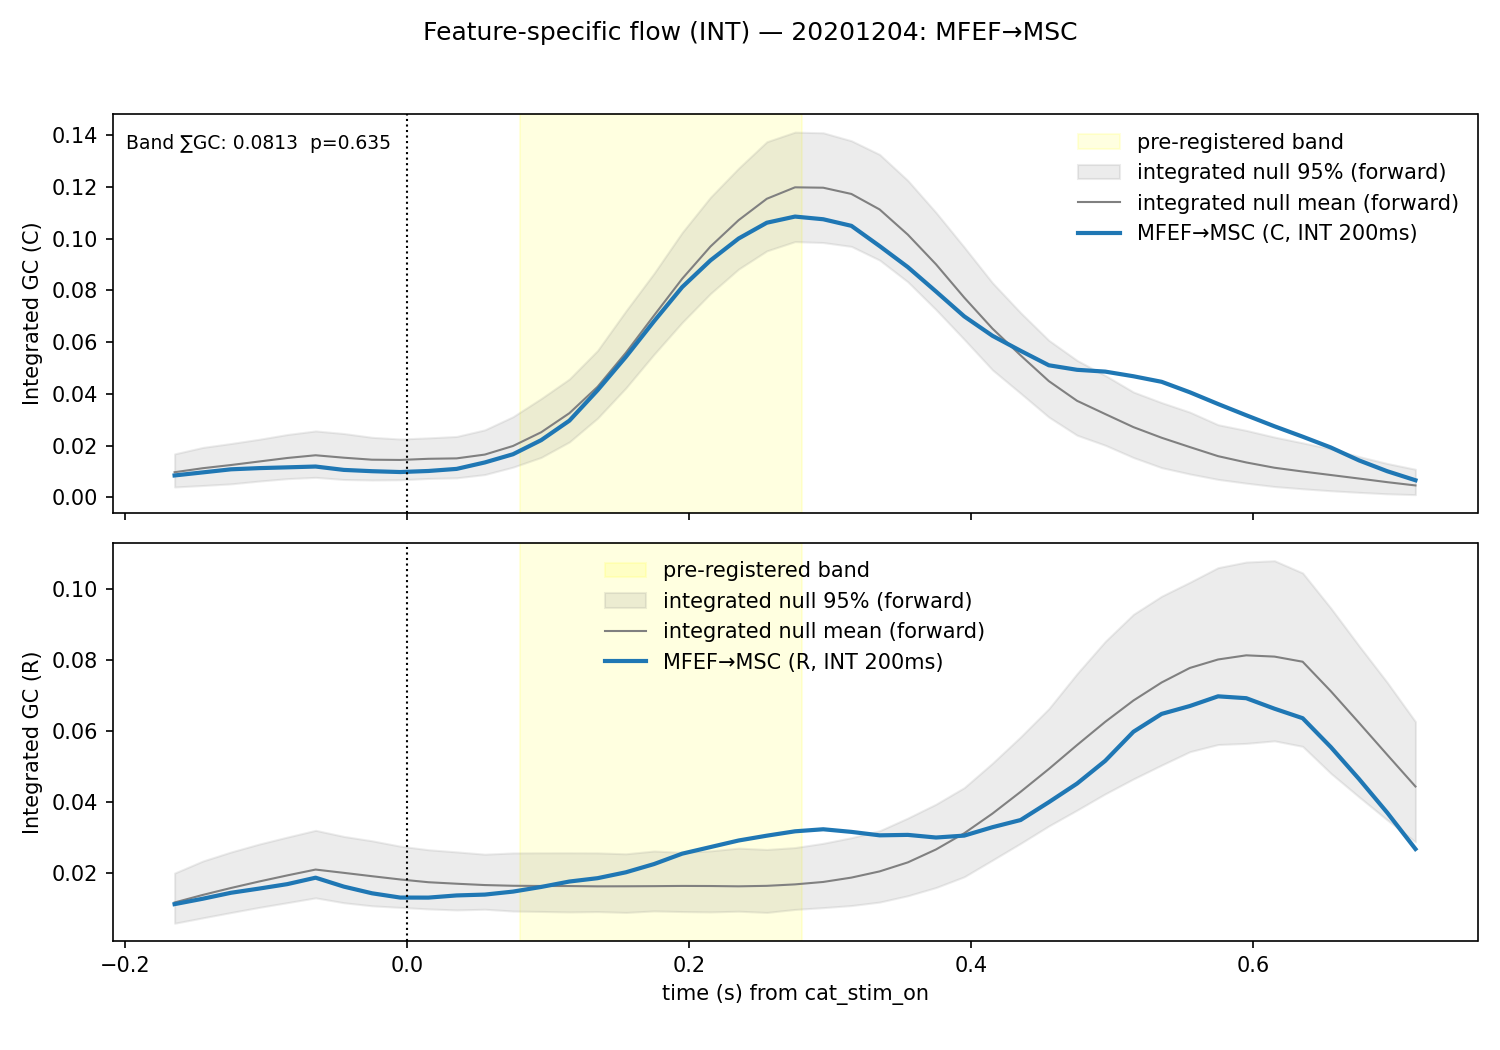 Feature-specific flow (INT) — 20201204: MFEF→MSC
Integrated GC (C)
0.14
0.12
0.10
0.08
0.06
0.04
0.02
0.00
Band ∑GC: 0.0813  p=0.635
pre-registered band
integrated null 95% (forward)
integrated null mean (forward)
MFEF→MSC (C, INT 200ms)
Integrated GC (R)
0.10
0.08
0.06
0.04
0.02
pre-registered band
integrated null 95% (forward)
integrated null mean (forward)
MFEF→MSC (R, INT 200ms)
−0.2 0.0 0.2 0.4 0.6
time (s) from cat_stim_on